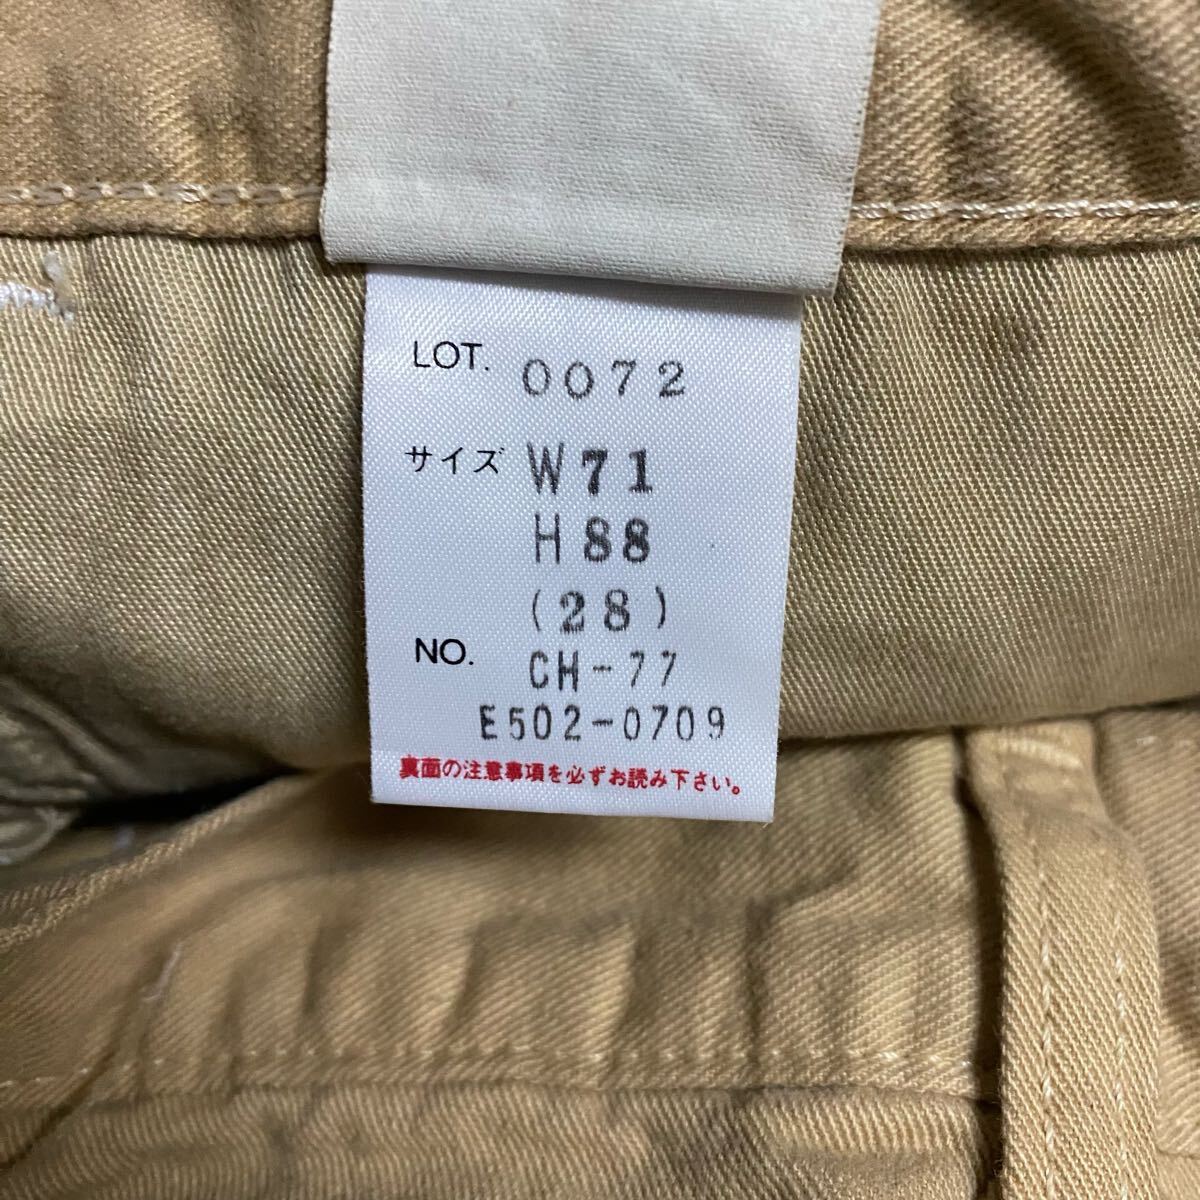 LOT. 0072
サイズ W71
H88
(28)
NO. CH-77
E502-0709
裏面の注意事項を必ずお読み下さい。